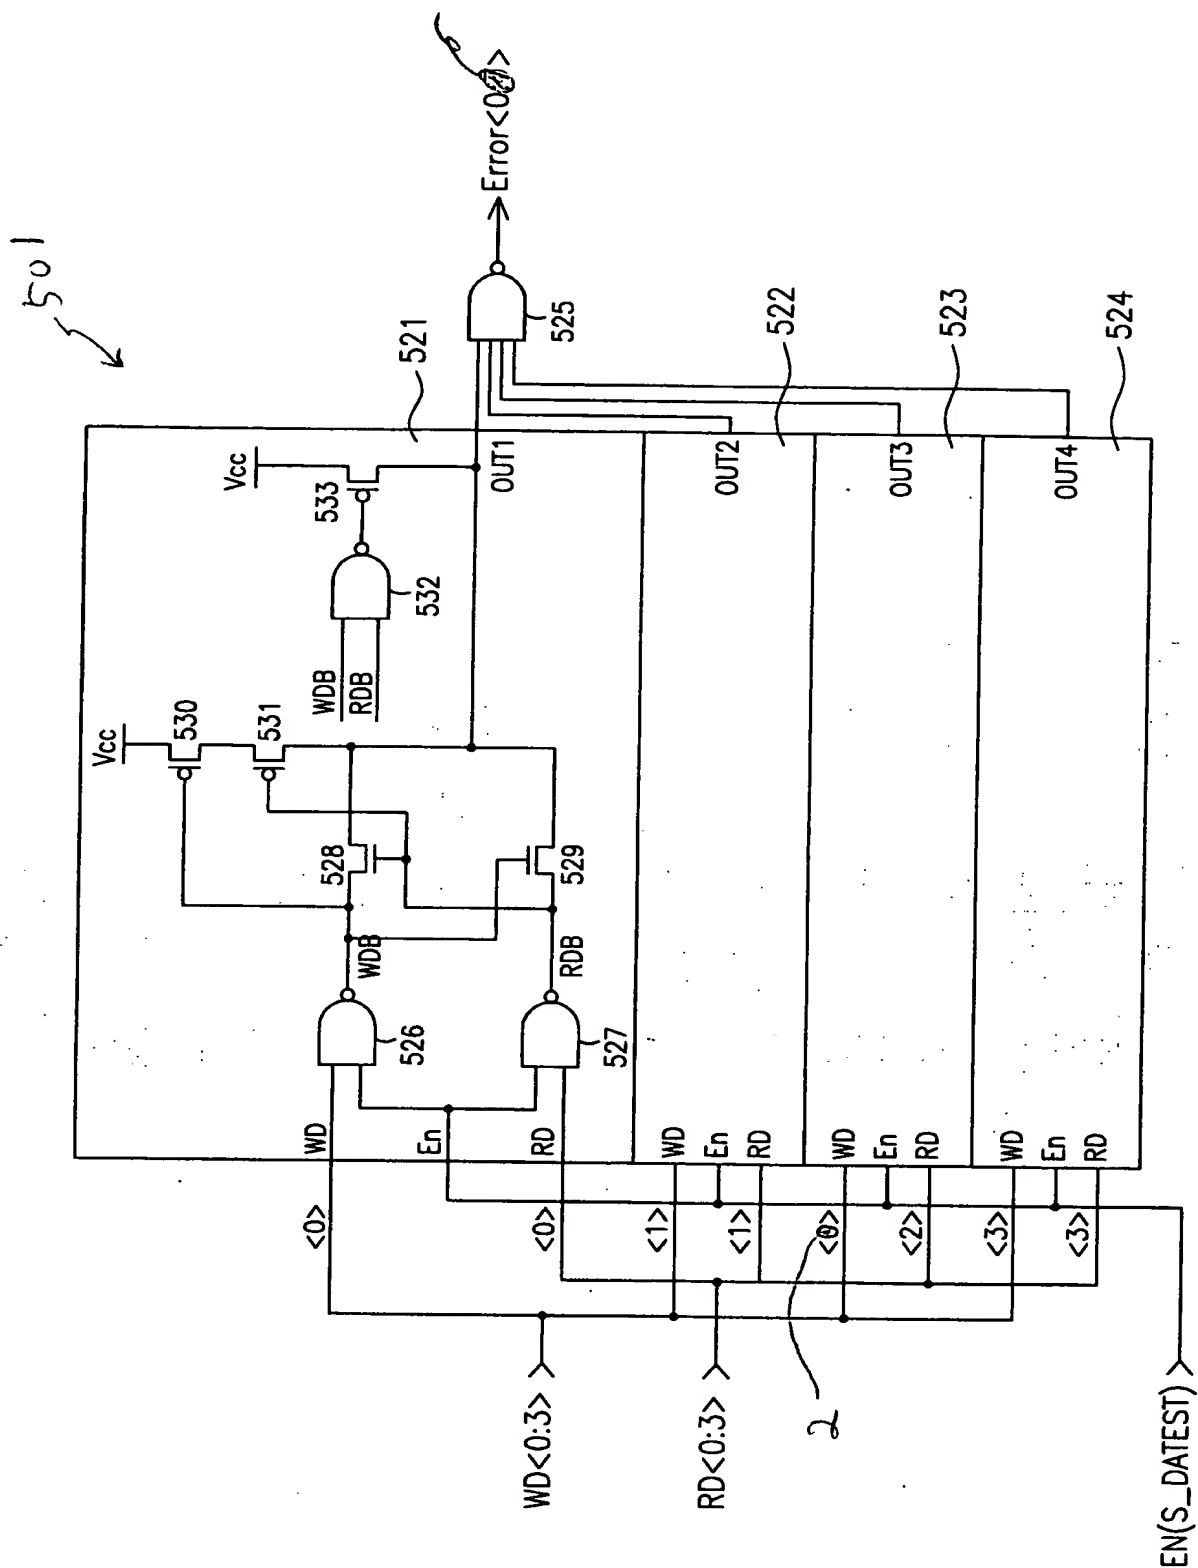 501
Vcc
530
531
Vcc
533
WDB
RDB
532
521
WD
<0>
526
WDB
528
En
RD
<0>
527
RDB
529
OUT1
Error<0>
525
WD<0:3>
<1>
WD
En
<1>
RD
OUT2
522
RD<0:3>
2
WD
En
<2>
RD
OUT3
523
<3>
WD
En
<3>
RD
OUT4
524
EN(S_DATEST)